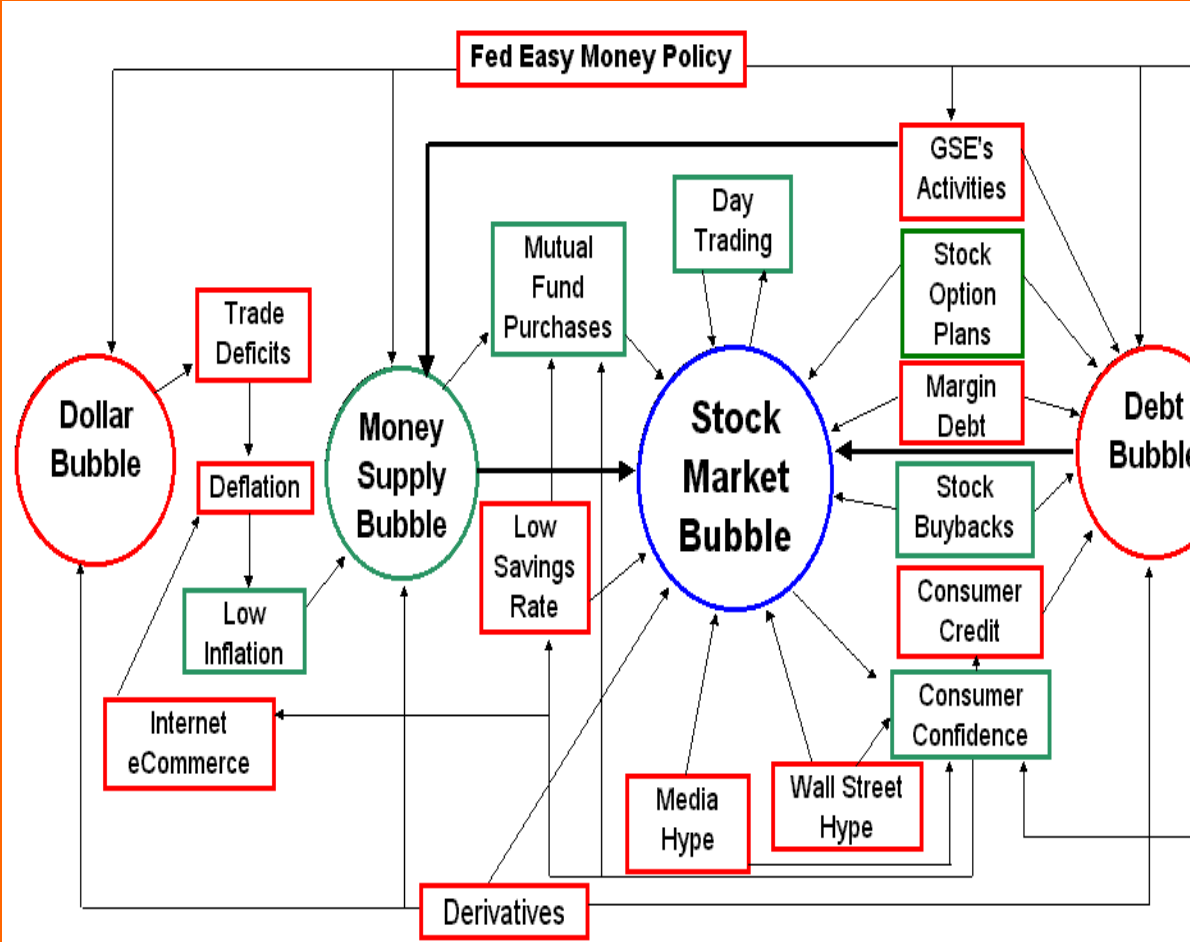 Fed Easy Money Policy
GSE's
Activities
Day
Trading
Mutual
Fund
Purchases
Stock
Option
Plans
Trade
Deficits
Margin
Debt
Dollar
Bubble
Money
Supply
Bubble
Stock
Market
Bubble
Debt
Bubble
Deflation
Stock
Buybacks
Low
Savings
Rate
Low
Inflation
Consumer
Credit
Internet
eCommerce
Consumer
Confidence
Media
Hype
Wall Street
Hype
Derivatives